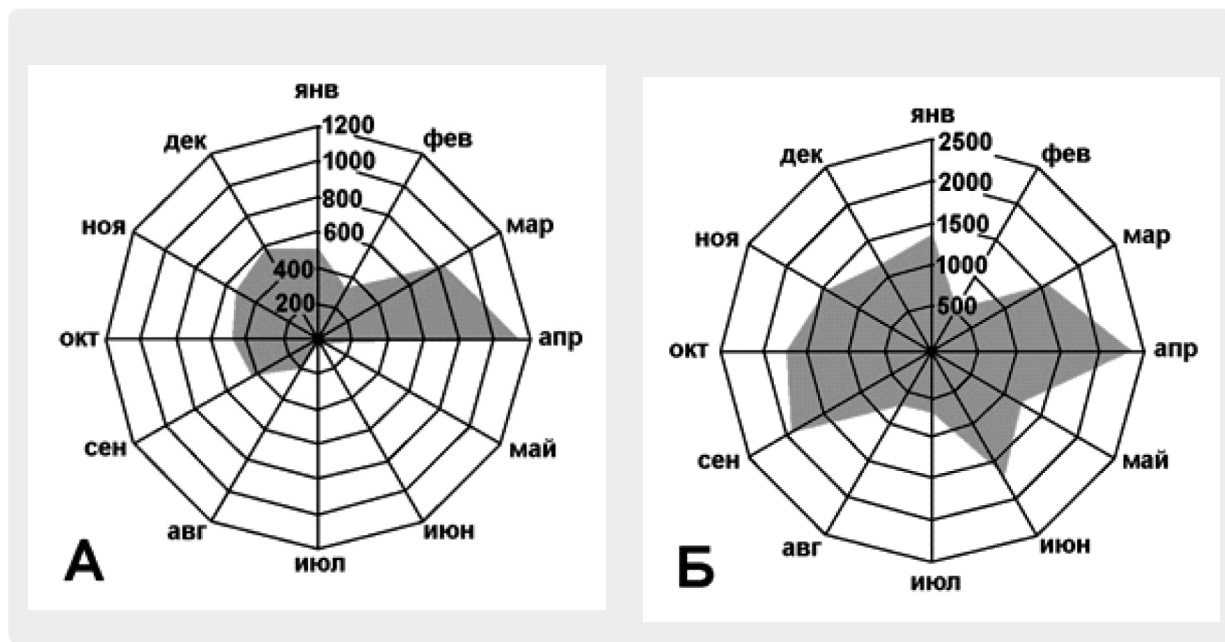 янв
фев
мар
апр
май
июн
июл
авг
сен
окт
ноя
дек
1200
1000
800
600
400
200
А
янв
фев
мар
апр
май
июн
июл
авг
сен
окт
ноя
дек
2500
2000
1500
1000
500
Б